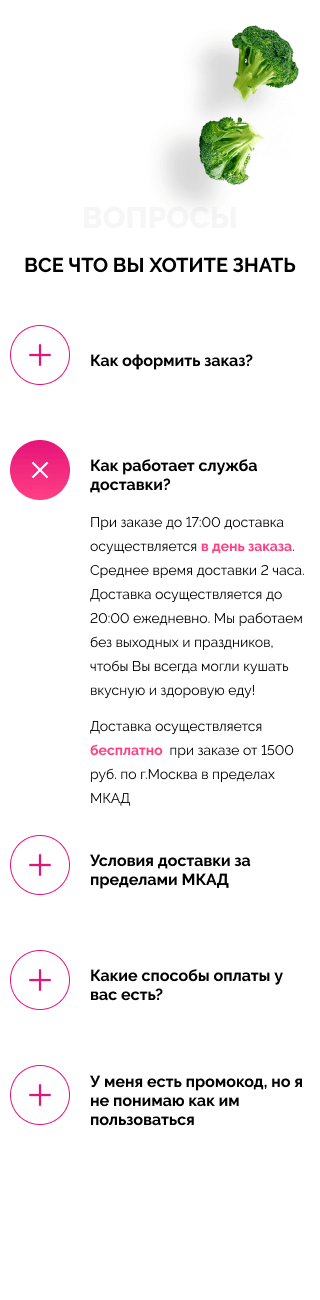 ВОПРОСЫ
ВСЕ ЧТО ВЫ ХОТИТЕ ЗНАТЬ
Как оформить заказ?
Как работает служба
доставки?
При заказе до 17:00 доставка
осуществляется в день заказа.
Среднее время доставки 2 часа.
Доставка осуществляется до
20:00 ежедневно. Мы работаем
без выходных и праздников,
чтобы Вы всегда могли кушать
вкусную и здоровую еду!
Доставка осуществляется
бесплатно при заказе от 1500
руб. по г.Москва в пределах
МКАД
Условия доставки за
пределами МКАД
Какие способы оплаты у
вас есть?
У меня есть промокод, но я
не понимаю как им
пользоваться